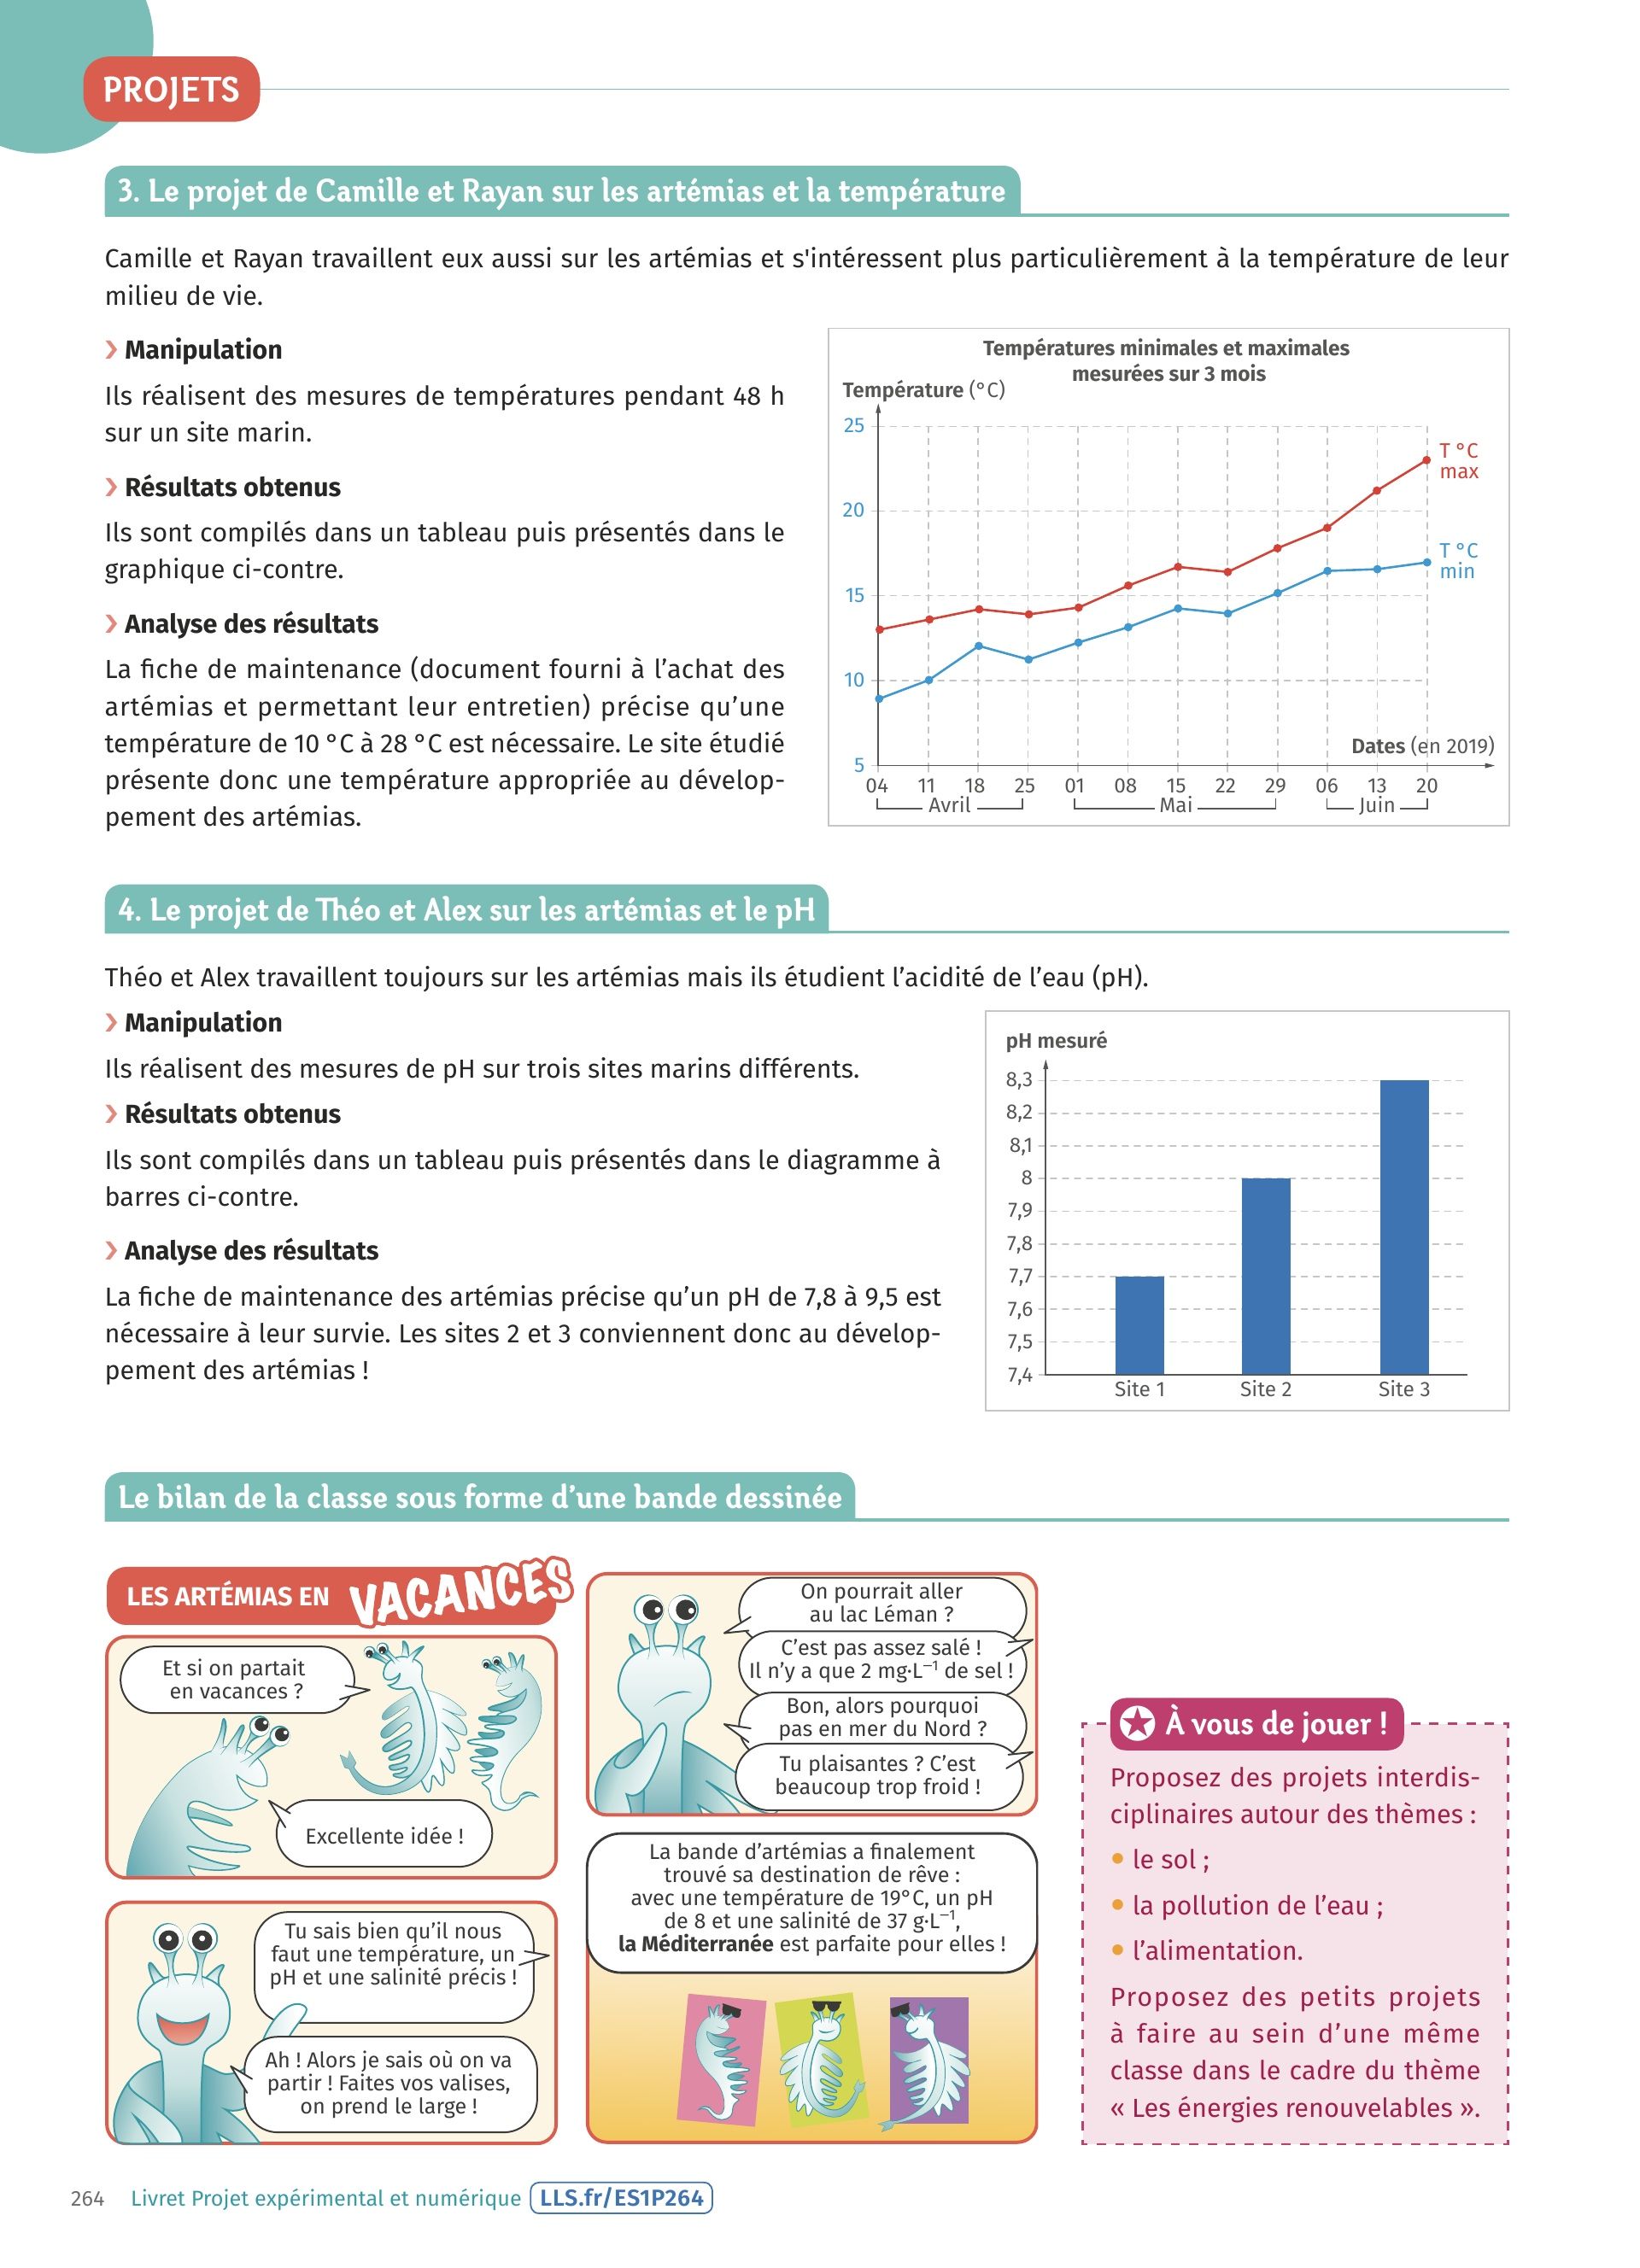 PROJETS
3. Le projet de Camille et Rayan sur les artémias et la température
Camille et Rayan travaillent eux aussi sur les artémias et s'intéressent plus particulièrement à la température de leur
milieu de vie.
› Manipulation
Ils réalisent des mesures de températures pendant 48 h
sur un site marin.
› Résultats obtenus
Ils sont compilés dans un tableau puis présentés dans le
graphique ci-contre.
› Analyse des résultats
La fiche de maintenance (document fourni à l’achat des
artémias et permettant leur entretien) précise qu’une
température de 10 °C à 28 °C est nécessaire. Le site étudié
présente donc une température appropriée au dévelop-
pement des artémias.
Températures minimales et maximales
mesurées sur 3 mois
Température (°C)
25
20
15
10
5
T °C
max
T °C
min
Dates (en 2019)
04 11 18 25 01 08 15 22 29 06 13 20
Avril Mai Juin
4. Le projet de Théo et Alex sur les artémias et le pH
Théo et Alex travaillent toujours sur les artémias mais ils étudient l’acidité de l’eau (pH).
› Manipulation
Ils réalisent des mesures de pH sur trois sites marins différents.
› Résultats obtenus
Ils sont compilés dans un tableau puis présentés dans le diagramme à
barres ci-contre.
› Analyse des résultats
La fiche de maintenance des artémias précise qu’un pH de 7,8 à 9,5 est
nécessaire à leur survie. Les sites 2 et 3 conviennent donc au dévelop-
pement des artémias !
pH mesuré
8,3
8,2
8,1
8
7,9
7,8
7,7
7,6
7,5
7,4
Site 1 Site 2 Site 3
Le bilan de la classe sous forme d’une bande dessinée
LES ARTÉMIAS EN VACANCES
Et si on partait
en vacances ?
Excellente idée !
Tu sais bien qu’il nous
faut une température, un
pH et une salinité précis !
Ah ! Alors je sais où on va
partir ! Faites vos valises,
on prend le large !
On pourrait aller
au lac Léman ?
C’est pas assez salé !
Il n’y a que 2 mg·L⁻¹ de sel !
Bon, alors pourquoi
pas en mer du Nord ?
Tu plaisantes ? C’est
beaucoup trop froid !
La bande d’artémias a finalement
trouvé sa destination de rêve :
avec une température de 19°C, un pH
de 8 et une salinité de 37 g·L⁻¹,
la Méditerranée est parfaite pour elles !
À vous de jouer !
Proposez des projets interdis-
ciplinaires autour des thèmes :
• le sol ;
• la pollution de l’eau ;
• l’alimentation.
Proposez des petits projets
à faire au sein d’une même
classe dans le cadre du thème
« Les énergies renouvelables ».
264 Livret Projet expérimental et numérique LLS.fr/ES1P264